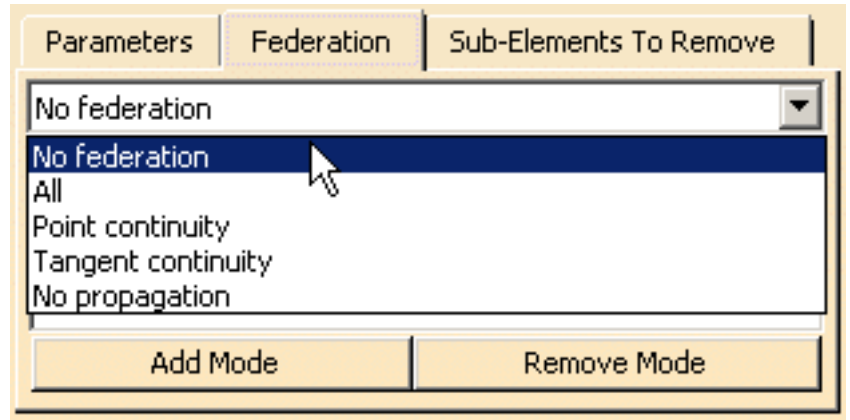 Parameters Federation Sub-Elements To Remove
No federation
No federation
All
Point continuity
Tangent continuity
No propagation
Add Mode Remove Mode